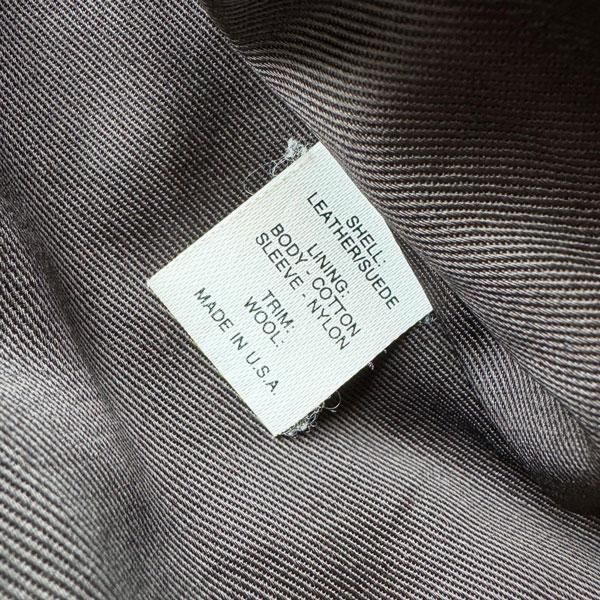 SHELL:
LEATHER/SUEDE
LINING:
BODY - COTTON
SLEEVE - NYLON
TRIM:
WOOL:
MADE IN U.S.A.